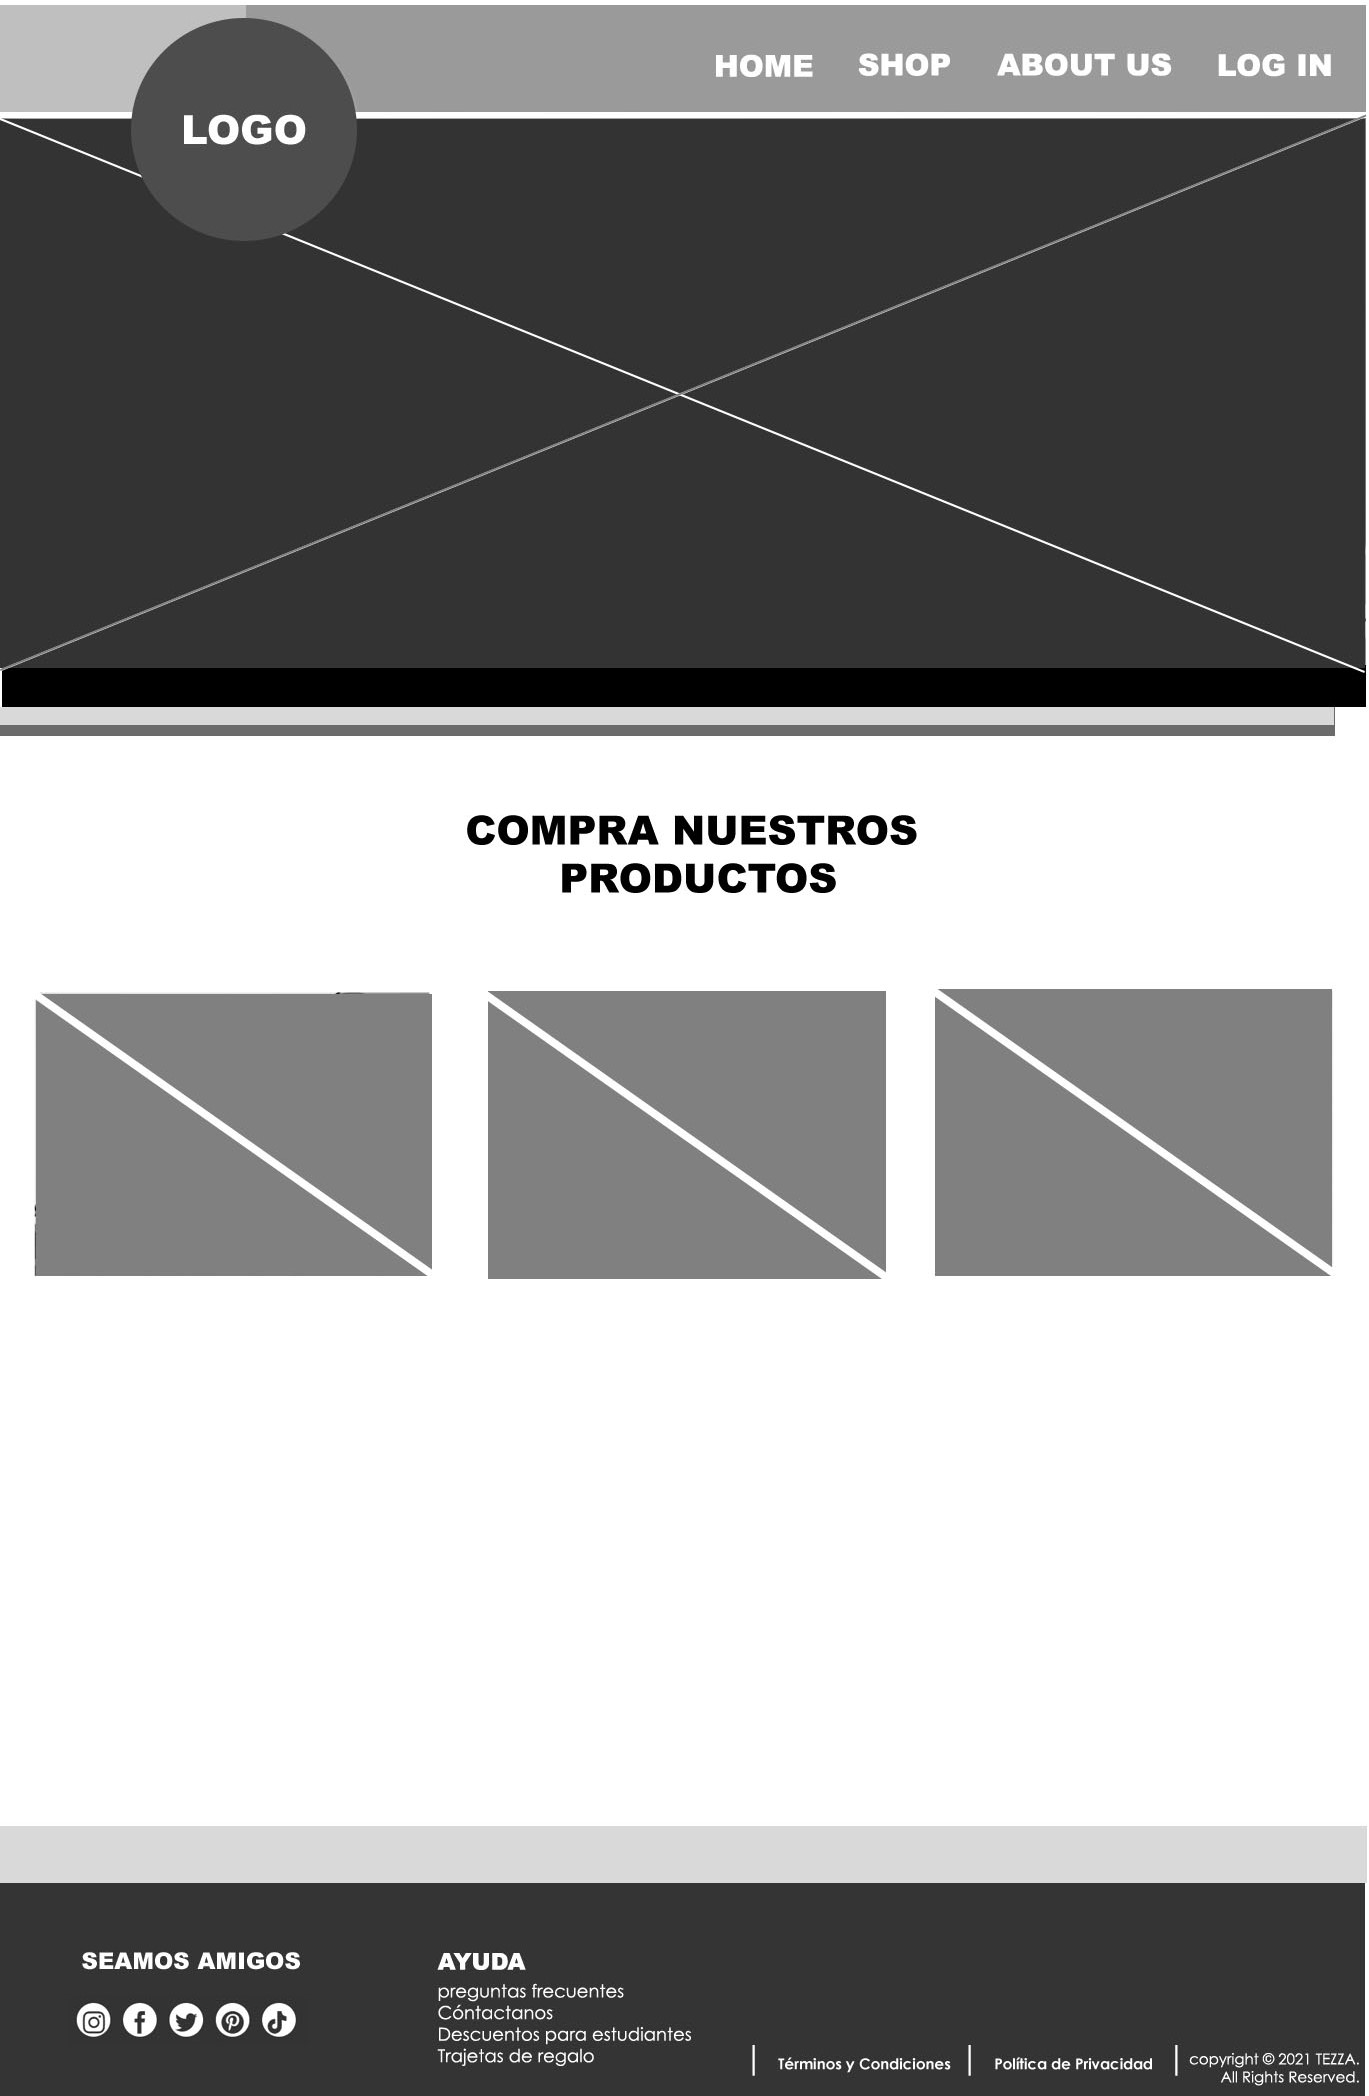 HOME SHOP ABOUT US LOG IN
LOGO
COMPRA NUESTROS
PRODUCTOS
SEAMOS AMIGOS
AYUDA
preguntas frecuentes
Cóntactanos
Descuentos para estudiantes
Trajetas de regalo
Términos y Condiciones
Política de Privacidad
copyright © 2021 TEZZA.
All Rights Reserved.